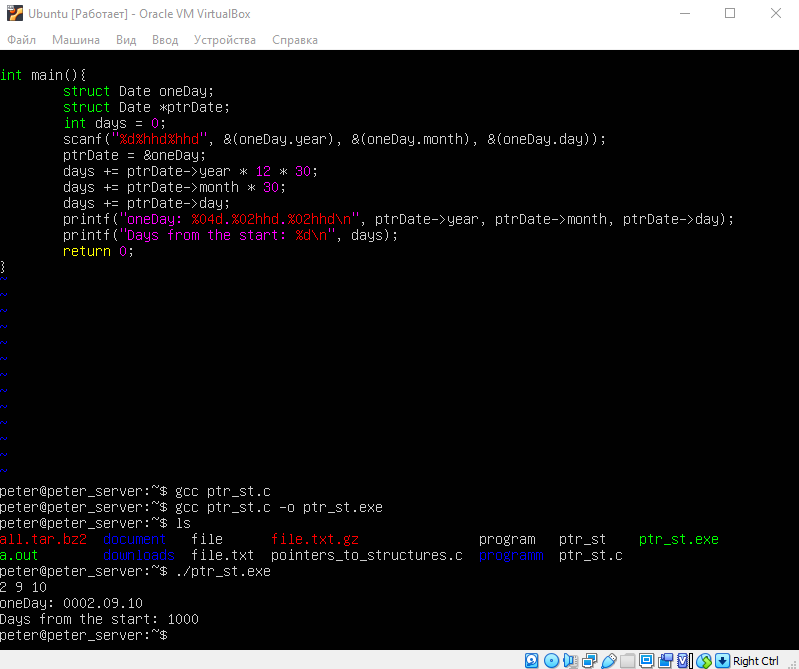 Ubuntu [Работает] - Oracle VM VirtualBox
Файл Машина Вид Ввод Устройства Справка
int main(){
        struct Date oneDay;
        struct Date *ptrDate;
        int days = 0;
        scanf("%d%hhd%hhd", &(oneDay.year), &(oneDay.month), &(oneDay.day));
        ptrDate = &oneDay;
        days += ptrDate->year * 12 * 30;
        days += ptrDate->month * 30;
        days += ptrDate->day;
        printf("oneDay: %04d.%02hhd.%02hhd\n", ptrDate->year, ptrDate->month, ptrDate->day);
        printf("Days from the start: %d\n", days);
        return 0;
}
~
~
~
~
~
~
~
~
~
~
~
~
~
peter@peter_server:~$ gcc ptr_st.c
peter@peter_server:~$ gcc ptr_st.c -o ptr_st.exe
peter@peter_server:~$ ls
all.tar.bz2  document   file      file.txt.gz               program   ptr_st    ptr_st.exe
a.out        downloads  file.txt  pointers_to_structures.c  programm  ptr_st.c
peter@peter_server:~$ ./ptr_st.exe
2 9 10
oneDay: 0002.09.10
Days from the start: 1000
peter@peter_server:~$
Right Ctrl